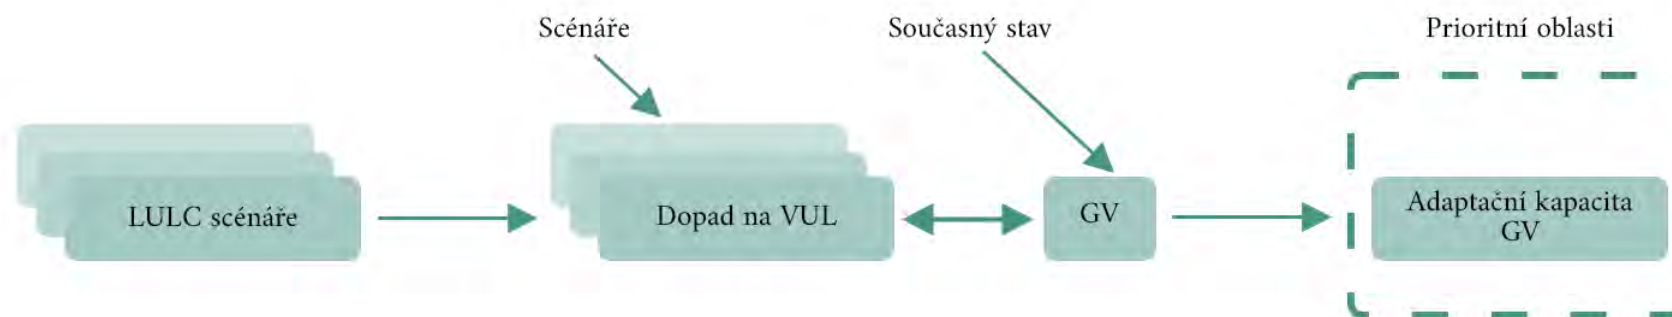 Scénáře
Současný stav
Prioritní oblasti
LULC scénáře
Dopad na VUL
GV
Adaptační kapacita
GV